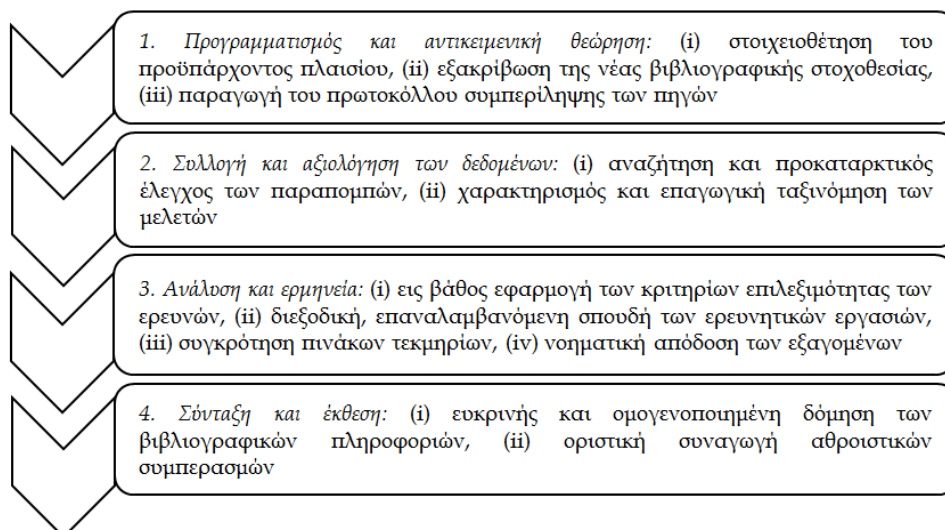 1. Προγραμματισμός και αντικειμενική θεώρηση: (i) στοιχειοθέτηση του
προϋπάρχοντος πλαισίου, (ii) εξακρίβωση της νέας βιβλιογραφικής στοχοθεσίας,
(iii) παραγωγή του πρωτοκόλλου συμπερίληψης των πηγών
2. Συλλογή και αξιολόγηση των δεδομένων: (i) αναζήτηση και προκαταρκτικός
έλεγχος των παραπομπών, (ii) χαρακτηρισμός και επαγωγική ταξινόμηση των
μελετών
3. Ανάλυση και ερμηνεία: (i) εις βάθος εφαρμογή των κριτηρίων επιλεξιμότητας των
ερευνών, (ii) διεξοδική, επαναλαμβανόμενη σπουδή των ερευνητικών εργασιών,
(iii) συγκρότηση πινάκων τεκμηρίων, (iv) νοηματική απόδοση των εξαγομένων
4. Σύνταξη και έκθεση: (i) ευκρινής και ομογενοποιημένη δόμηση των
βιβλιογραφικών πληροφοριών, (ii) οριστική συναγωγή αθροιστικών
συμπερασμών